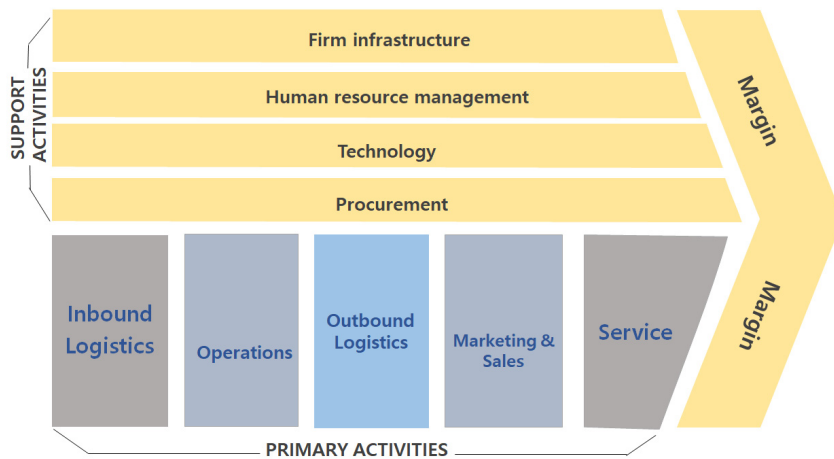 Firm infrastructure
Human resource management
Technology
Procurement
SUPPORT
ACTIVITIES
Margin
Margin
Inbound
Logistics
Operations
Outbound
Logistics
Marketing &
Sales
Service
PRIMARY ACTIVITIES